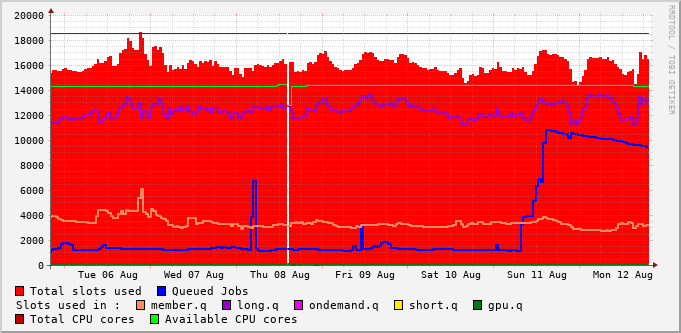 20000
18000
16000
14000
12000
10000
8000
6000
4000
2000
0
Tue 06 Aug Wed 07 Aug Thu 08 Aug Fri 09 Aug Sat 10 Aug Sun 11 Aug Mon 12 Aug
RRDTOOL / TOBI OETIKER
Total slots used Queued Jobs
Slots used in : member.q long.q ondemand.q short.q gpu.q
Total CPU cores Available CPU cores